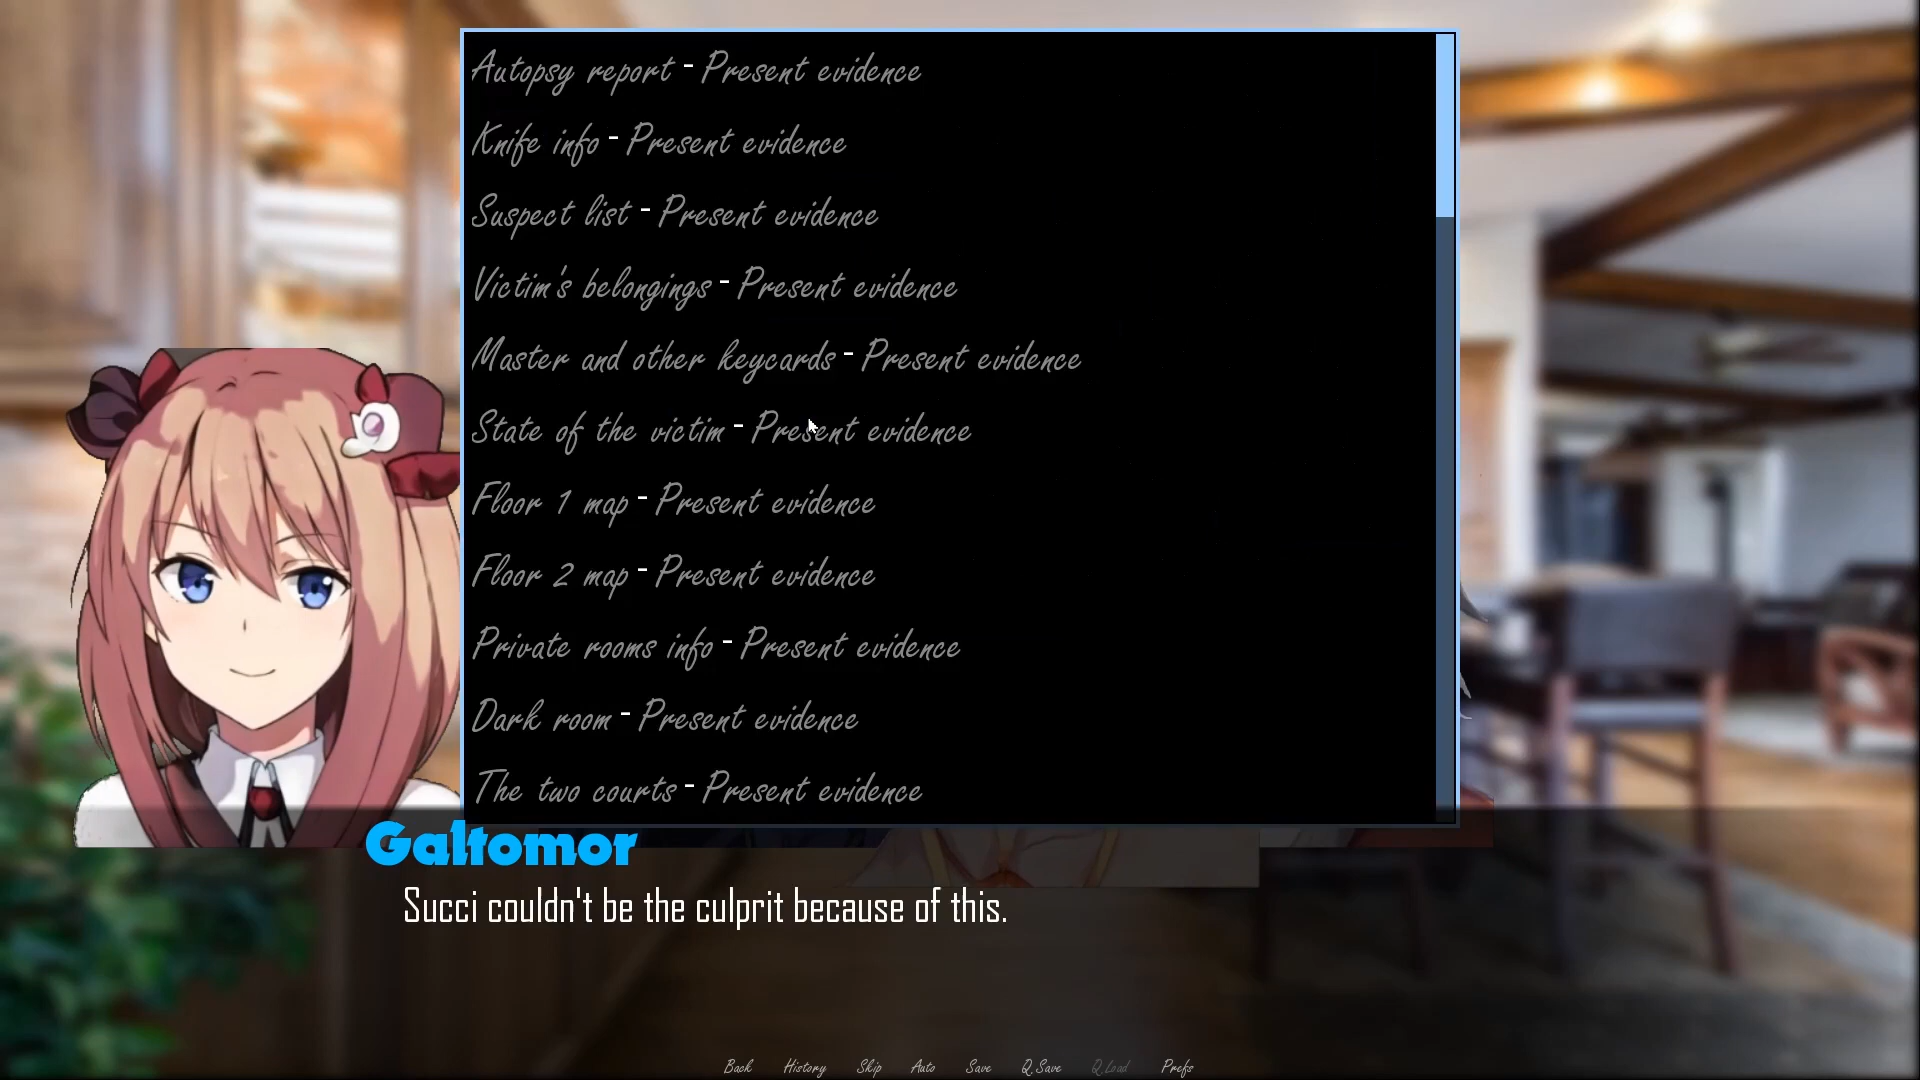 Autopsy report - Present evidence
Knife info - Present evidence
Suspect list - Present evidence
Victim's belongings - Present evidence
Master and other keycards - Present evidence
State of the victim - Present evidence
Floor 1 map - Present evidence
Floor 2 map - Present evidence
Private rooms info - Present evidence
Dark room - Present evidence
The two courts - Present evidence
Galtomor
Succi couldn't be the culprit because of this.
Back History Skip Auto Save Q.Save Q.Load Prefs